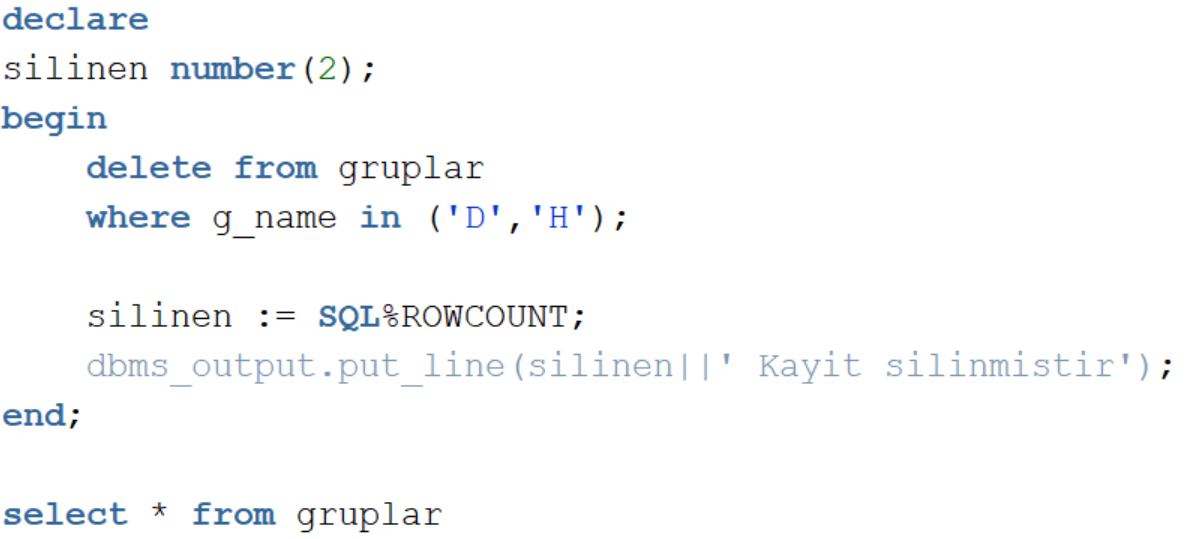 declare
silinen number(2);
begin
    delete from gruplar
    where g_name in ('D','H');

    silinen := SQL%ROWCOUNT;
    dbms_output.put_line(silinen||' Kayit silinmistir');
end;

select * from gruplar